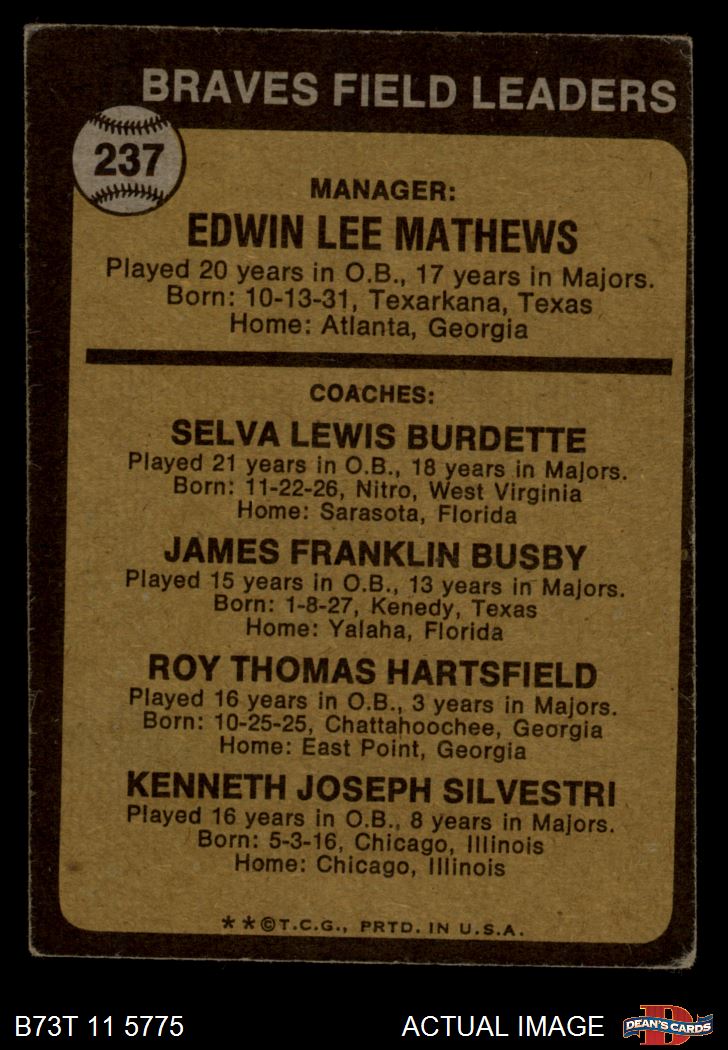 BRAVES FIELD LEADERS
237
MANAGER:
EDWIN LEE MATHEWS
Played 20 years in O.B., 17 years in Majors.
Born: 10-13-31, Texarkana, Texas
Home: Atlanta, Georgia
COACHES:
SELVA LEWIS BURDETTE
Played 21 years in O.B., 18 years in Majors.
Born: 11-22-26, Nitro, West Virginia
Home: Sarasota, Florida
JAMES FRANKLIN BUSBY
Played 15 years in O.B., 13 years in Majors.
Born: 1-8-27, Kenedy, Texas
Home: Yalaha, Florida
ROY THOMAS HARTSFIELD
Played 16 years in O.B., 3 years in Majors.
Born: 10-25-25, Chattahoochee, Georgia
Home: East Point, Georgia
KENNETH JOSEPH SILVESTRI
Played 16 years in O.B., 8 years in Majors.
Born: 5-3-16, Chicago, Illinois
Home: Chicago, Illinois
**©T.C.G., PRTD. IN U.S.A.
B73T 11 5775 ACTUAL IMAGE D DEAN'S CARDS